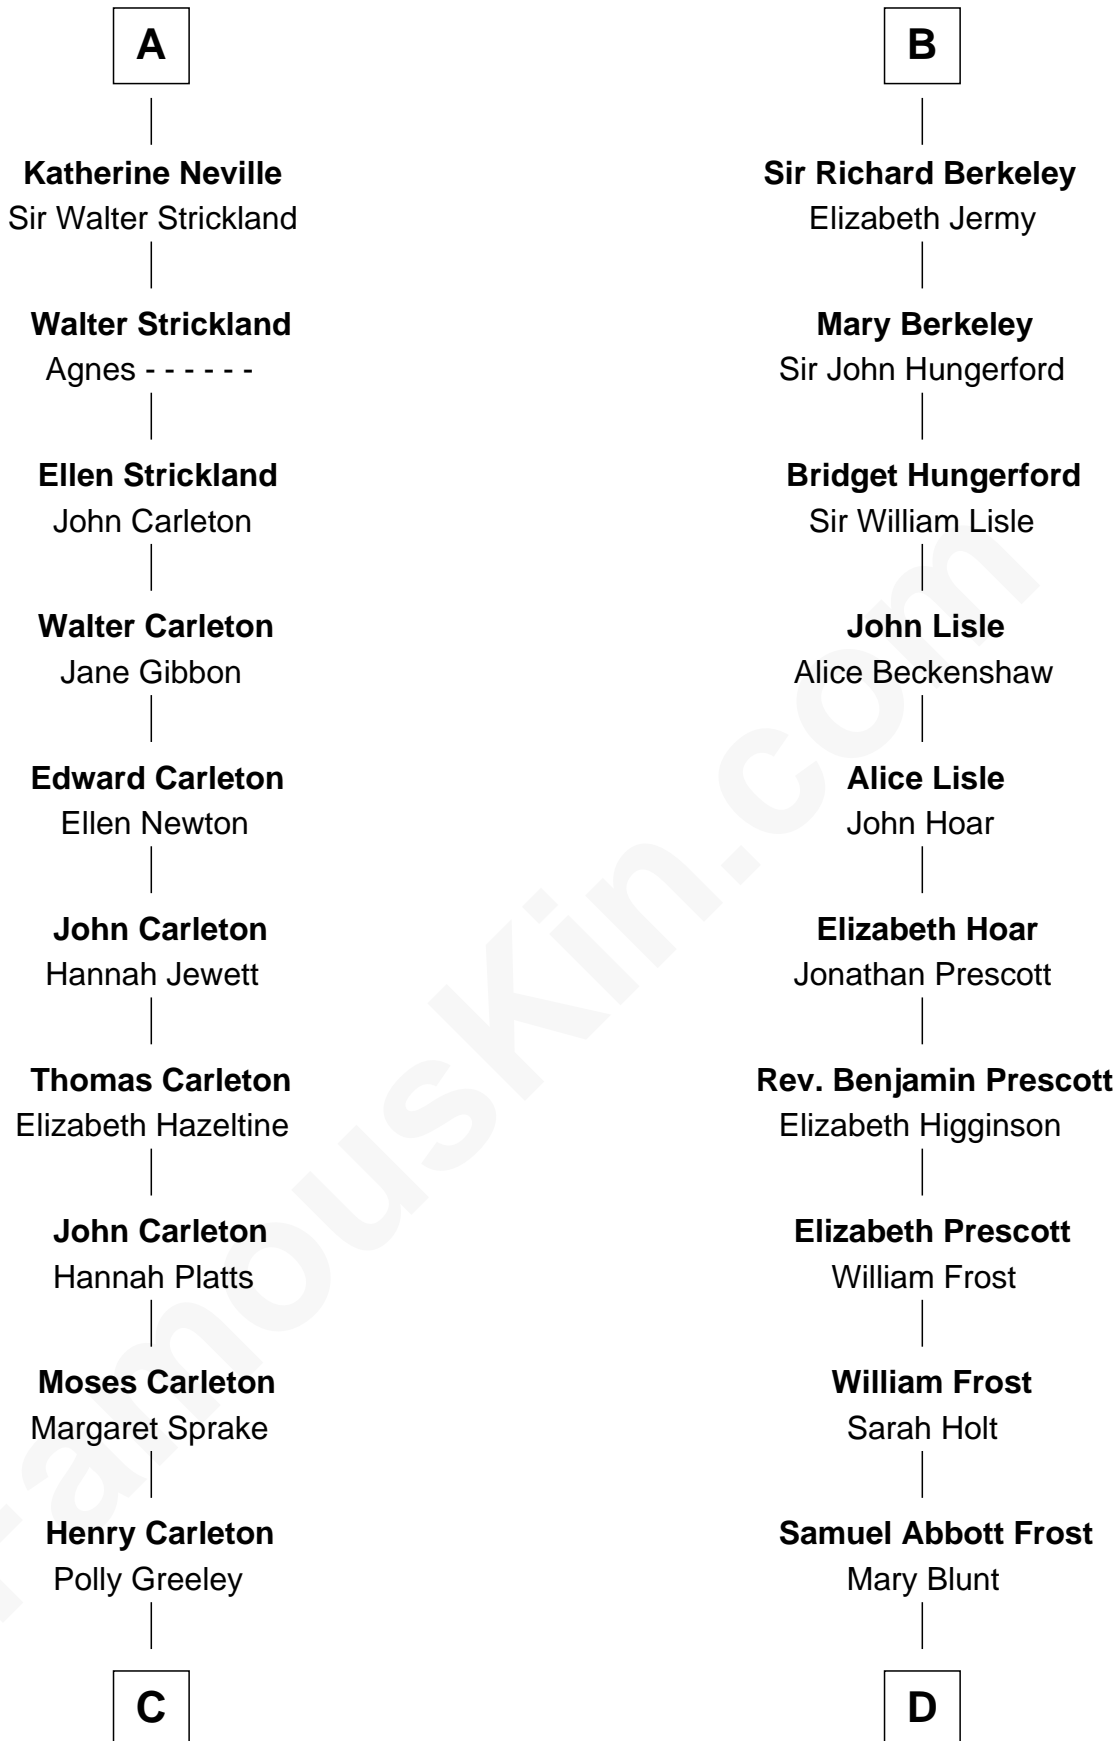 A
Katherine Neville
Sir Walter Strickland
Walter Strickland
Agnes - - - - - -
Ellen Strickland
John Carleton
Walter Carleton
Jane Gibbon
Edward Carleton
Ellen Newton
John Carleton
Hannah Jewett
Thomas Carleton
Elizabeth Hazeltine
John Carleton
Hannah Platts
Moses Carleton
Margaret Sprake
Henry Carleton
Polly Greeley
C
B
Sir Richard Berkeley
Elizabeth Jermy
Mary Berkeley
Sir John Hungerford
Bridget Hungerford
Sir William Lisle
John Lisle
Alice Beckenshaw
Alice Lisle
John Hoar
Elizabeth Hoar
Jonathan Prescott
Rev. Benjamin Prescott
Elizabeth Higginson
Elizabeth Prescott
William Frost
William Frost
Sarah Holt
Samuel Abbott Frost
Mary Blunt
D
FamousKin.com